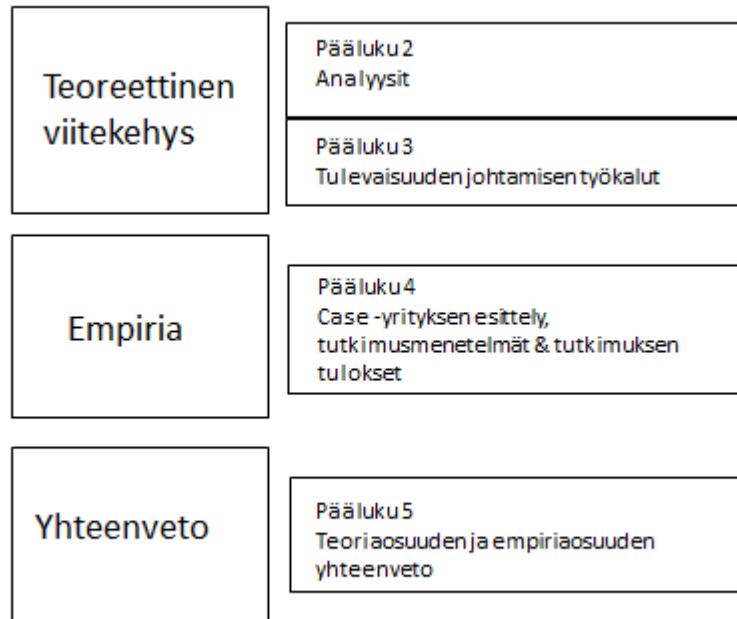 Teoreettinen
viitekehys
Pääluku 2
Analyysit
Pääluku 3
Tulevaisuuden johtamisen työkalut
Empiria
Pääluku 4
Case -yrityksen esittely,
tutkimusmenetelmät & tutkimuksen
tulokset
Yhteenveto
Pääluku 5
Teoriaosuuden ja empiriaosuuden
yhteenveto